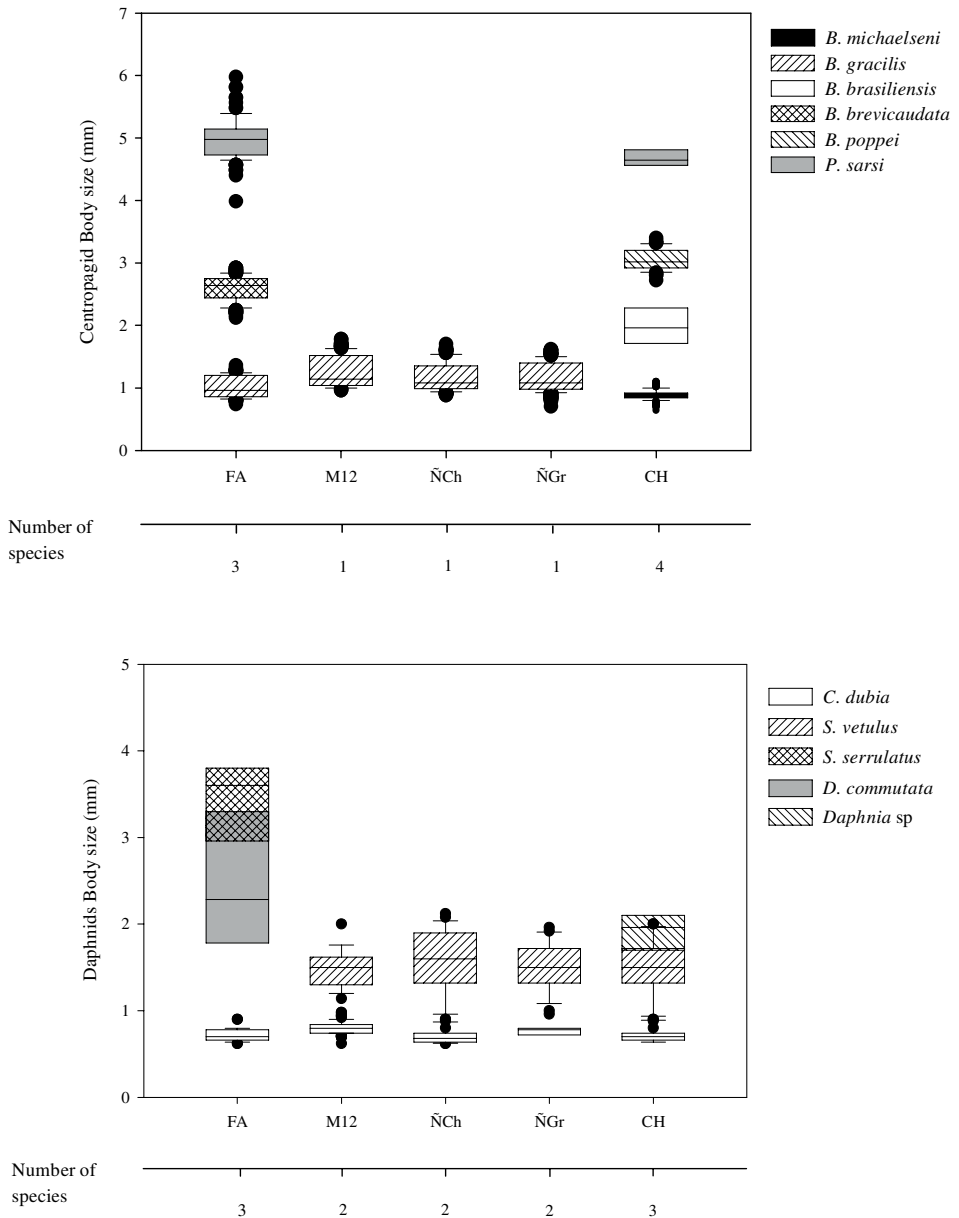 7
6
5
4
3
2
1
0
Centropagid Body size (mm)
FA M12 ÑCh ÑGr CH
B. michaelseni
B. gracilis
B. brasiliensis
B. brevicaudata
B. poppei
P. sarsi
Number of
species
3 1 1 1 4
5
4
3
2
1
0
Daphnids Body size (mm)
FA M12 ÑCh ÑGr CH
C. dubia
S. vetulus
S. serrulatus
D. commutata
Daphnia sp
Number of
species
3 2 2 2 3